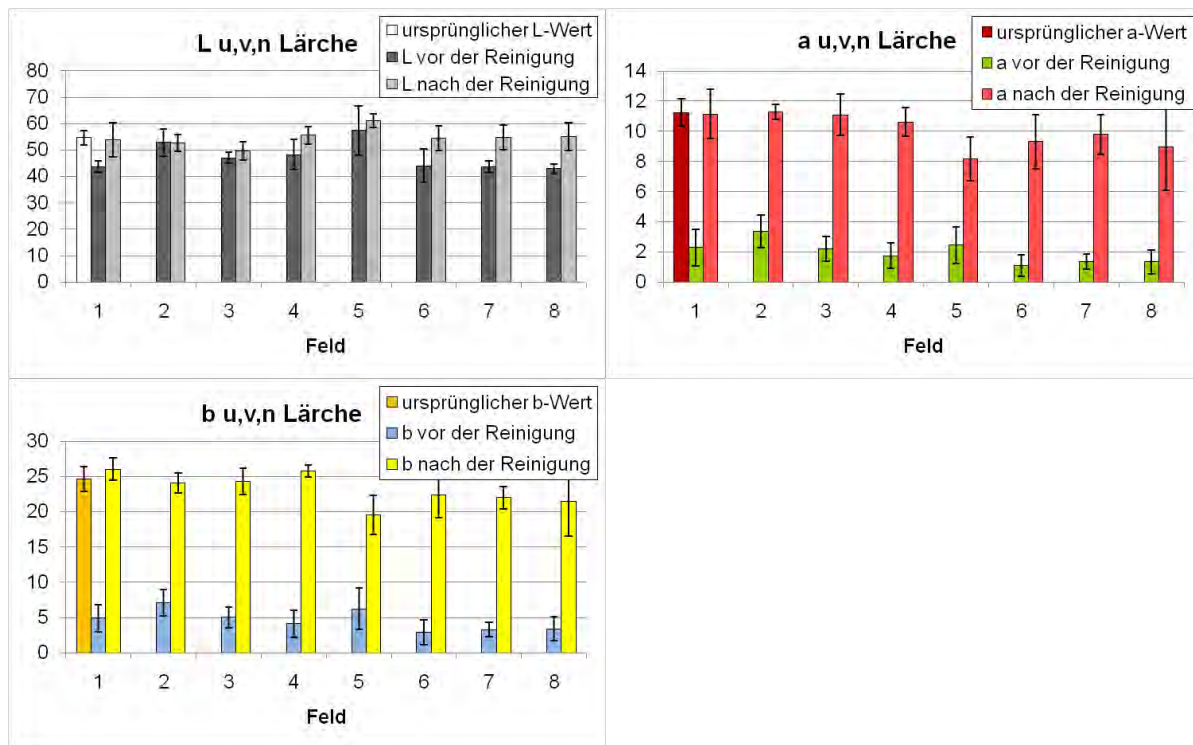 L u,v,n Lärche
ursprünglicher L-Wert
L vor der Reinigung
L nach der Reinigung
80
70
60
50
40
30
20
10
0
1 2 3 4 5 6 7 8
Feld
a u,v,n Lärche
ursprünglicher a-Wert
a vor der Reinigung
a nach der Reinigung
14
12
10
8
6
4
2
0
1 2 3 4 5 6 7 8
Feld
b u,v,n Lärche
ursprünglicher b-Wert
b vor der Reinigung
b nach der Reinigung
30
25
20
15
10
5
0
1 2 3 4 5 6 7 8
Feld